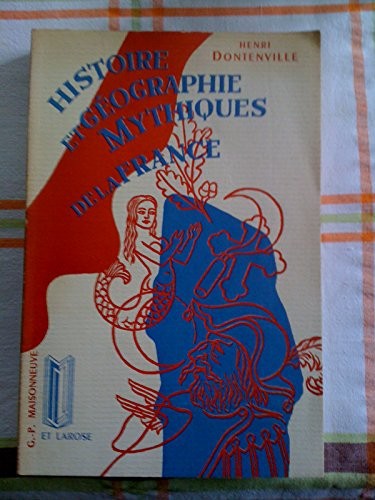 HENRI
DONTENVILLE
HISTOIRE
ET GÉOGRAPHIE
MYTHIQUES
DE LA FRANCE
G.-P. MAISONNEUVE
ET LAROSE